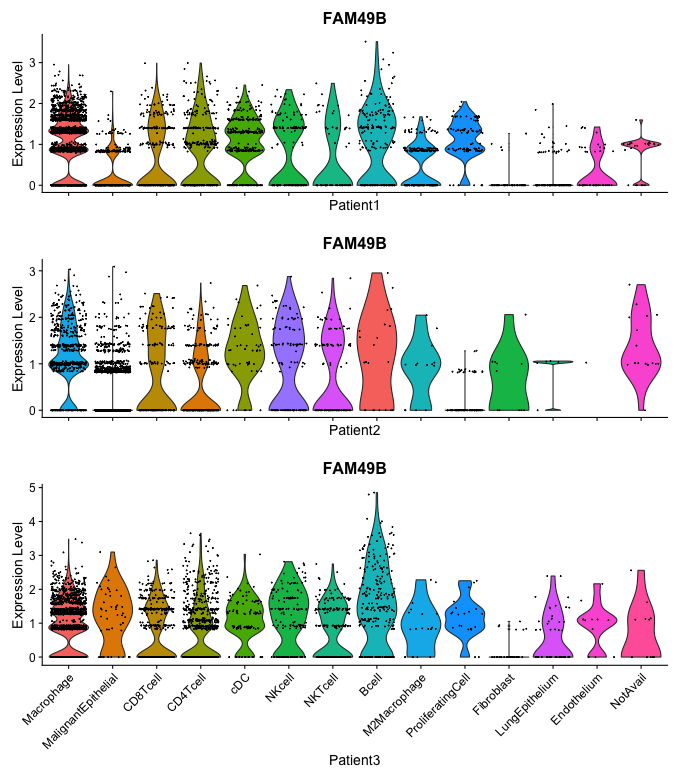 FAM49B
Expression Level
3
2
1
0
Patient1
FAM49B
Expression Level
3
2
1
0
Patient2
FAM49B
Expression Level
5
4
3
2
1
0
Macrophage
MalignantEpithelial
CD8Tcell
CD4Tcell
cDC
NKcell
NKTcell
Bcell
M2Macrophage
ProliferatingCell
Fibroblast
LungEpithelium
Endothelium
NotAvail
Patient3